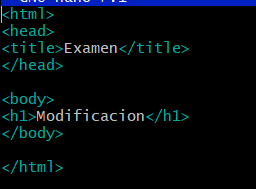 <html>
<head>
<title>Examen</title>
</head>
<body>
<h1>Modificacion</h1>
</body>
</html>